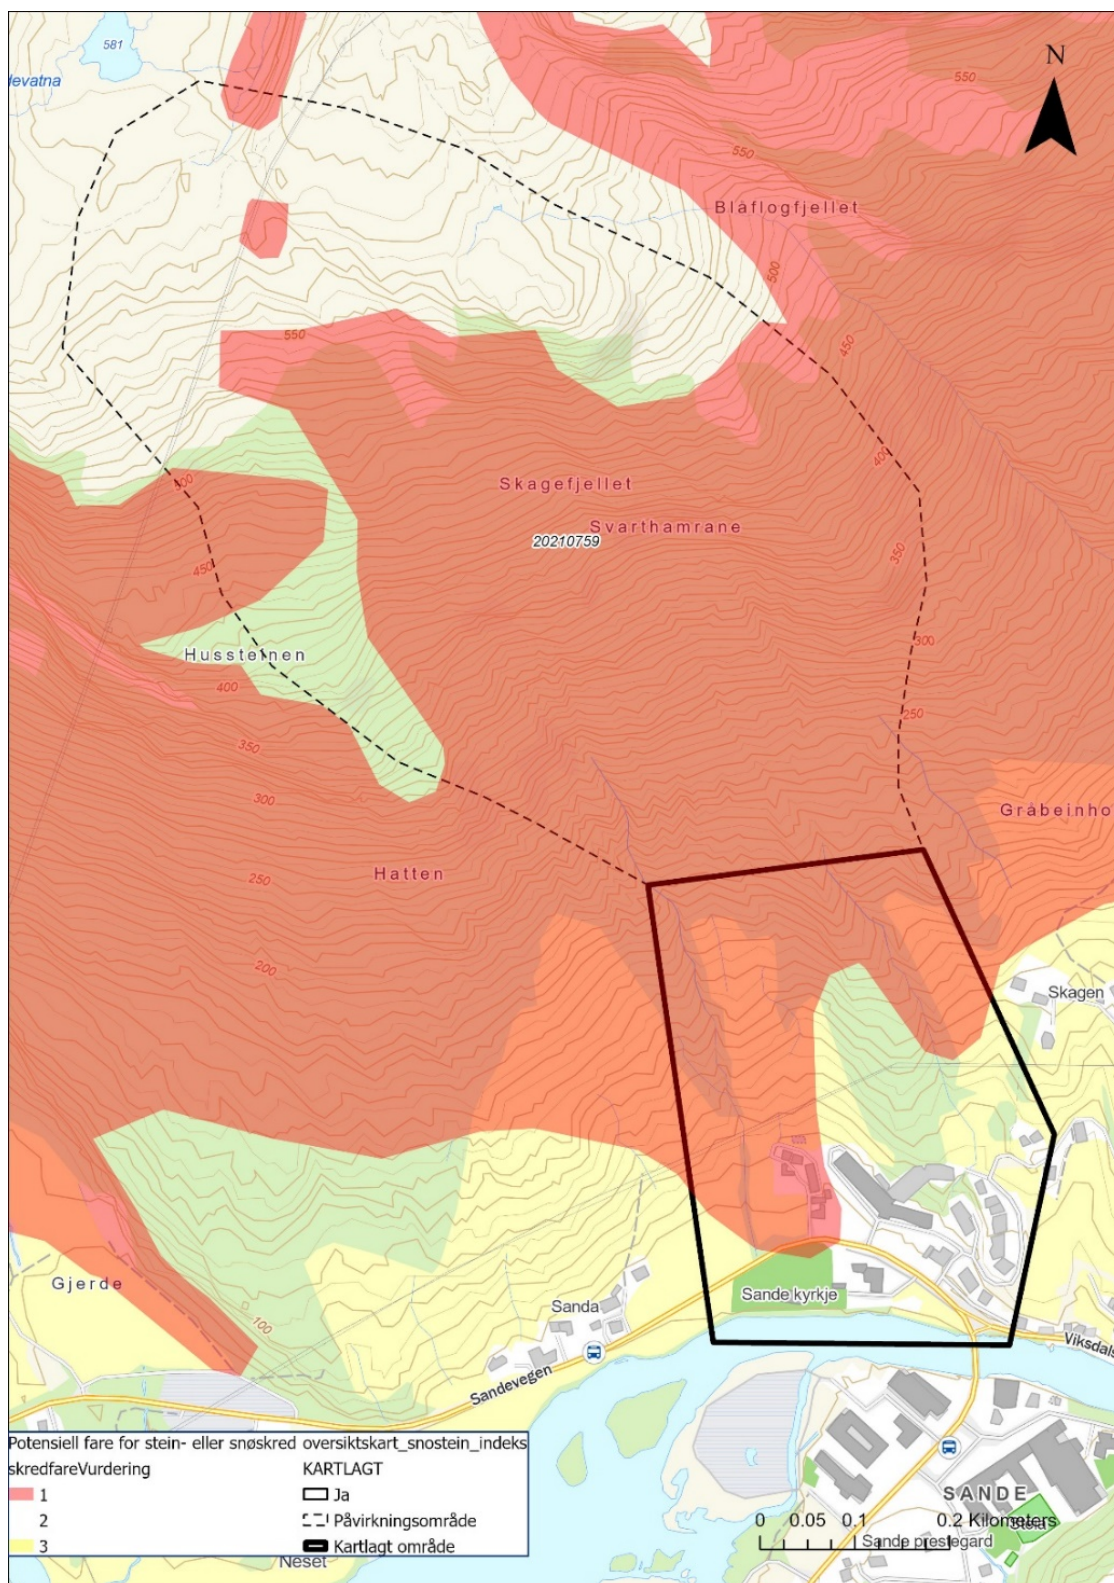 581
levatna
N
550
550
Blåflogfjellet
500
550
450
400
500
Skagefjellet
Svarthamrane
20210759
450
350
Hussteinen
300
400
250
350
300
Gråbeinho
Hatten
250
200
Skagen
Gjerde
100
Sanda
Sande kyrkje
Sandevegen
Viksdals
Potensiell fare for stein- eller snøskred oversiktskart_snostein_indeks
skredfareVurdering KARTLAGT
1 Ja
2 Påvirkningsområde
3 Kartlagt område
Neset
SANDE
0 0.05 0.1 0.2 Kilometers
Sande prestegard